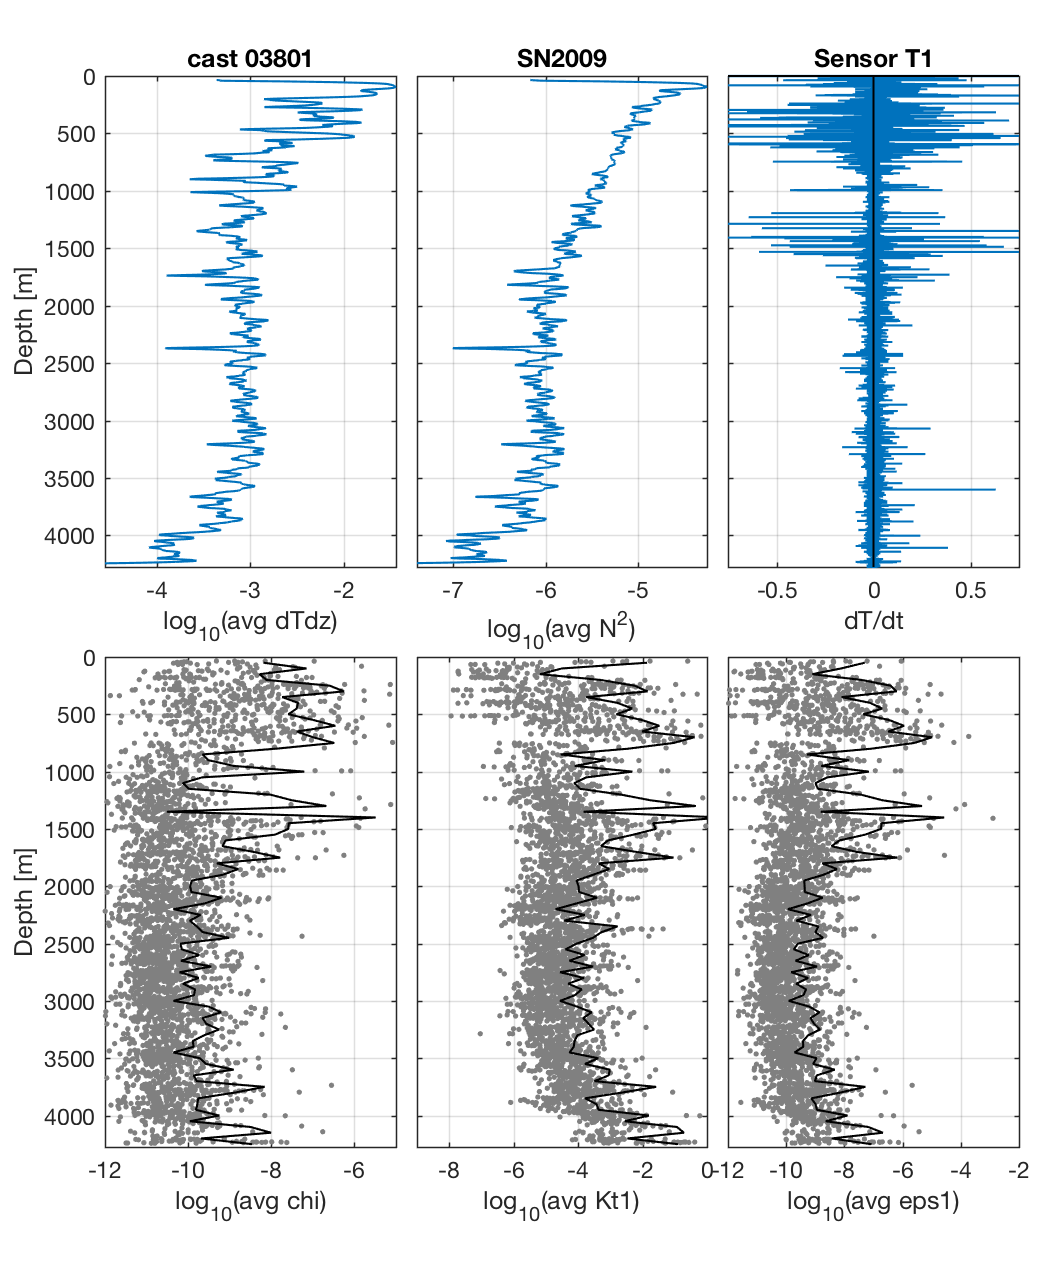 cast 03801 SN2009 Sensor T1
0
500
1000
1500
2000
2500
3000
3500
4000
Depth [m]
-4 -3 -2
log10(avg dTdz)
-7 -6 -5
log10(avg N2)
-0.5 0 0.5
dT/dt
0
500
1000
1500
2000
2500
3000
3500
4000
Depth [m]
-12 -10 -8 -6
log10(avg chi)
-8 -6 -4 -2 0
log10(avg Kt1)
-12 -10 -8 -6 -4 -2
log10(avg eps1)